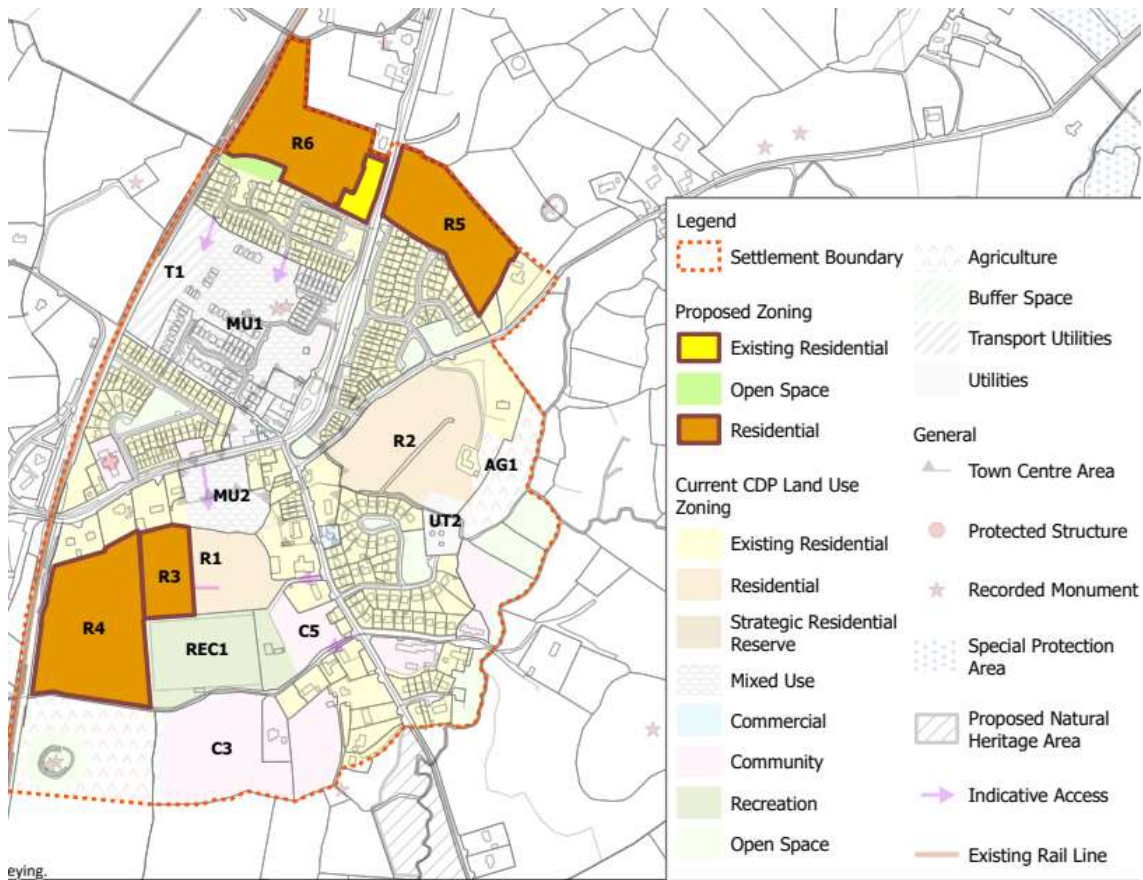 R6
R5
T1
MU1
R2
AG1
MU2
UT2
R1
R3
R4
C5
REC1
C3
eying.
Legend
Settlement Boundary
Proposed Zoning
Existing Residential
Open Space
Residential
Current CDP Land Use
Zoning
Existing Residential
Residential
Strategic Residential
Reserve
Mixed Use
Commercial
Community
Recreation
Open Space
Agriculture
Buffer Space
Transport Utilities
Utilities
General
Town Centre Area
Protected Structure
Recorded Monument
Special Protection
Area
Proposed Natural
Heritage Area
Indicative Access
Existing Rail Line